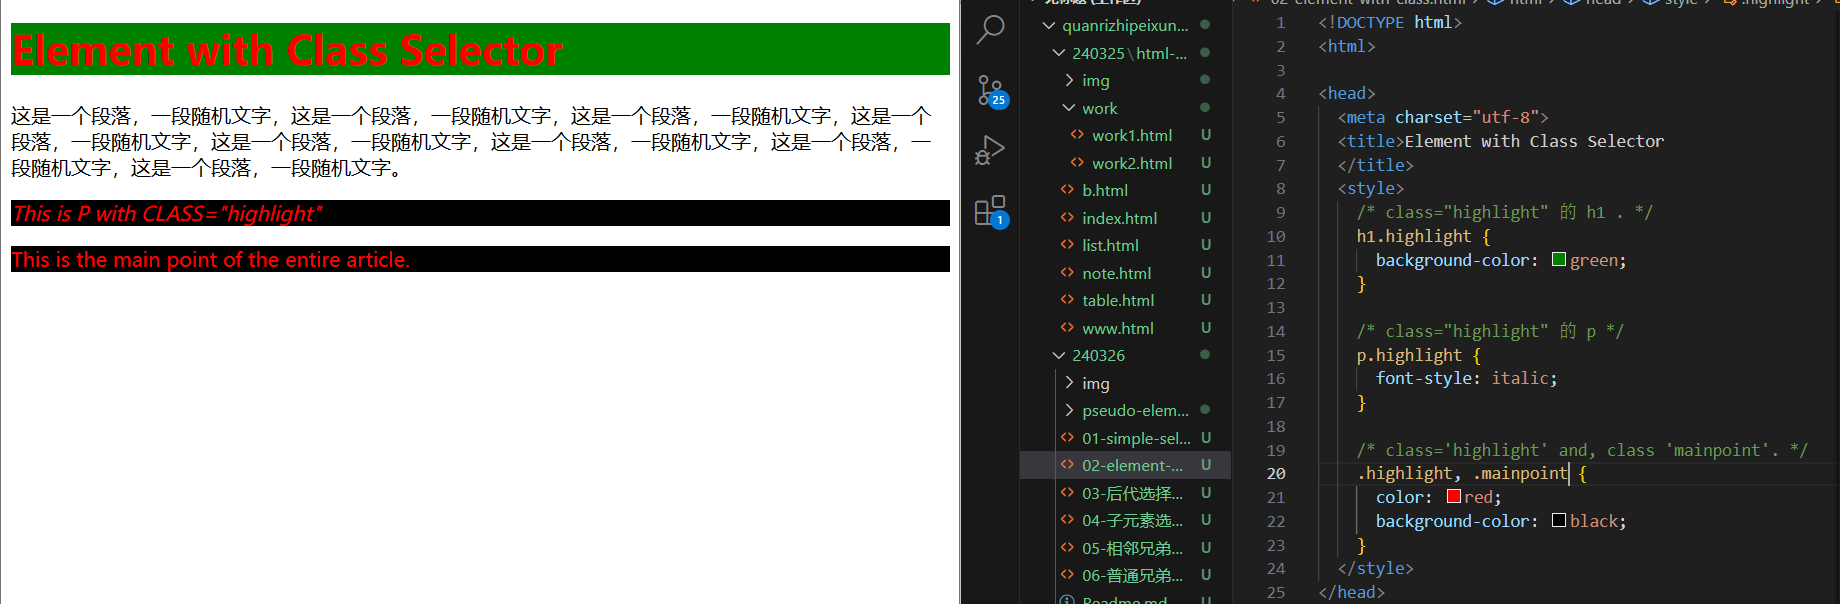 Element with Class Selector
这是一个段落，一段随机文字，这是一个段落，一段随机文字，这是一个段落，一段随机文字，这是一个
段落，一段随机文字，这是一个段落，一段随机文字，这是一个段落，一段随机文字，这是一个段落，一
段随机文字，这是一个段落，一段随机文字。
This is P with CLASS="highlight"
This is the main point of the entire article.
25
1
quanrizhipeixun...
240325\html-...
img
work
work1.html U
work2.html U
b.html U
index.html U
list.html U
note.html U
table.html U
www.html U
240326
img
pseudo-elem...
01-simple-sel... U
02-element-... U
03-后代选择... U
04-子元素选... U
05-相邻兄弟... U
06-普通兄弟... U
Readme.md U
02-element-with-class.html > html > head > style > .highlight
1 <!DOCTYPE html>
2 <html>
3
4 <head>
5 <meta charset="utf-8">
6 <title>Element with Class Selector
7 </title>
8 <style>
9 /* class="highlight" 的 h1 . */
10 h1.highlight {
11 background-color: green;
12 }
13
14 /* class="highlight" 的 p */
15 p.highlight {
16 font-style: italic;
17 }
18
19 /* class='highlight' and, class 'mainpoint'. */
20 .highlight, .mainpoint {
21 color: red;
22 background-color: black;
23 }
24 </style>
25 </head>